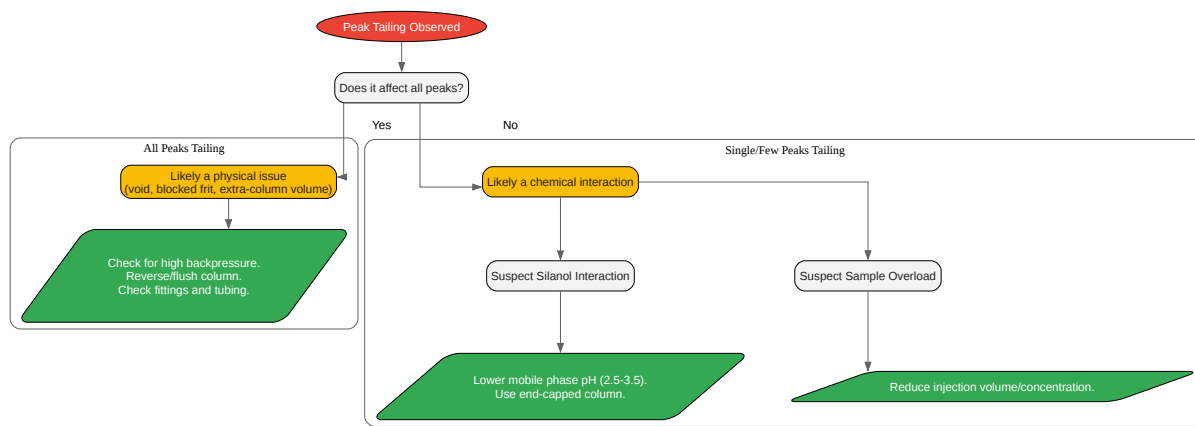 Peak Tailing Observed
Does it affect all peaks?
Yes
No
All Peaks Tailing
Likely a physical issue
(void, blocked frit, extra-column volume)
Check for high backpressure.
Reverse/flush column.
Check fittings and tubing.
Single/Few Peaks Tailing
Likely a chemical interaction
Suspect Silanol Interaction
Suspect Sample Overload
Lower mobile phase pH (2.5-3.5).
Use end-capped column.
Reduce injection volume/concentration.